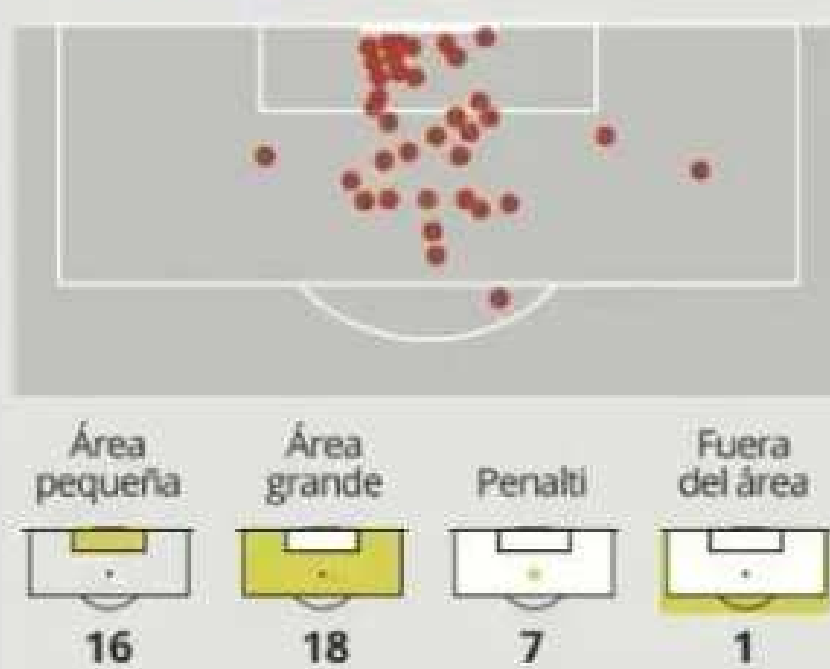 Área
pequeña
Área
grande
Penalti
Fuera
del área
16
18
7
1